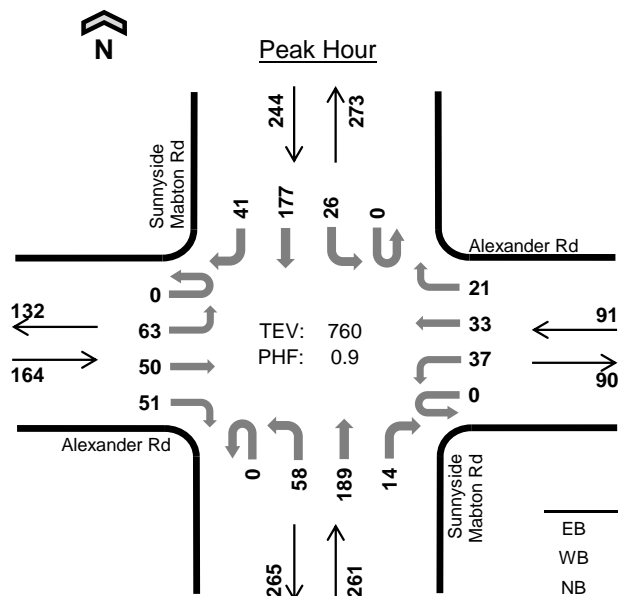 N
Peak Hour
244
273
Sunnyside
Mabton Rd
41
177
26
0
Alexander Rd
0
21
132
63
TEV: 760
33
91
164
50
PHF: 0.9
37
90
51
0
Alexander Rd
0
58
189
14
Sunnyside
Mabton Rd
265
261
EB
WB
NB